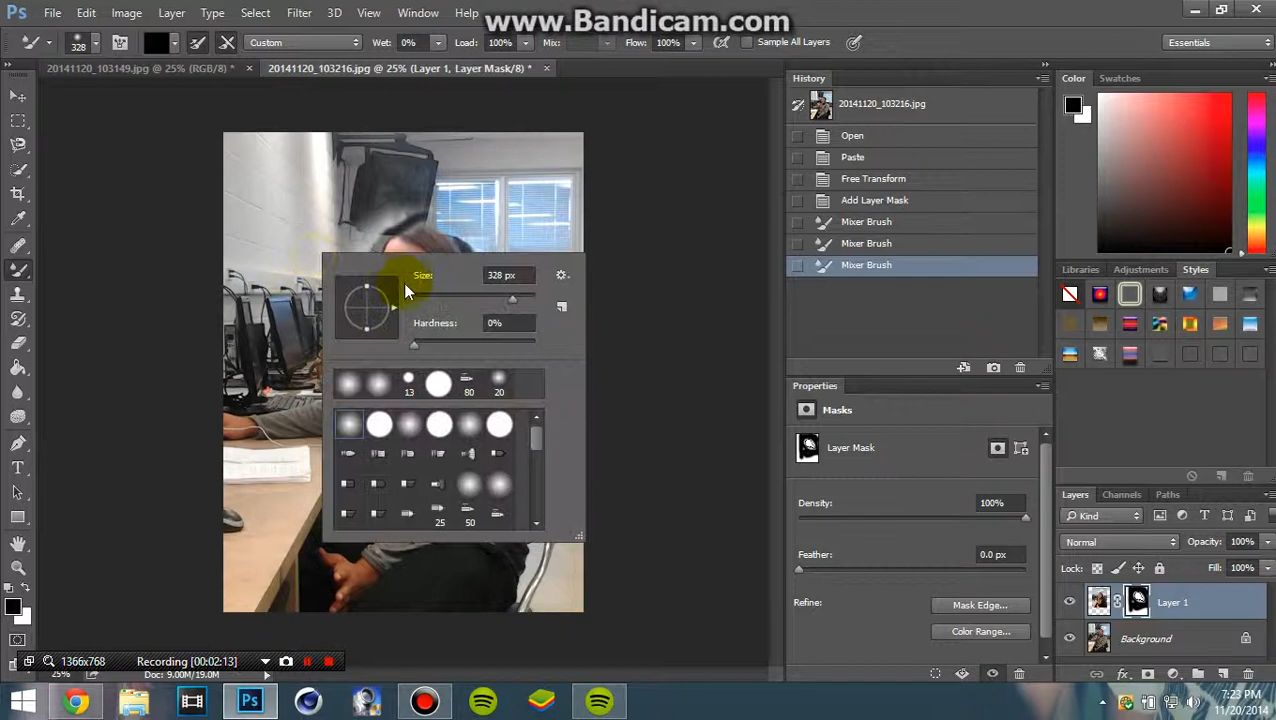 www.Bandicam.com
Ps File Edit Image Layer Type Select Filter 3D View Window Help
328 Custom Wet: 0% Load: 100% Mix: Flow: 100% Sample All Layers Essentials
20141120_103149.jpg @ 25% (RGB/8) * × 20141120_103216.jpg @ 25% (Layer 1, Layer Mask/8) * ×
History
20141120_103216.jpg
Open
Paste
Free Transform
Add Layer Mask
Mixer Brush
Mixer Brush
Mixer Brush
Color Swatches
Size: 328 px
Hardness: 0%
13 80 20
25 50
Libraries Adjustments Styles
Properties
Masks
Layer Mask
Density: 100%
Feather: 0.0 px
Refine: Mask Edge...
Color Range...
Layers Channels Paths
Kind
Normal Opacity: 100%
Lock: Fill: 100%
Layer 1
Background
1366x768 Recording [00:02:13]
25% Doc: 9.00M/19.0M
Ps
7:23 PM
11/20/2014